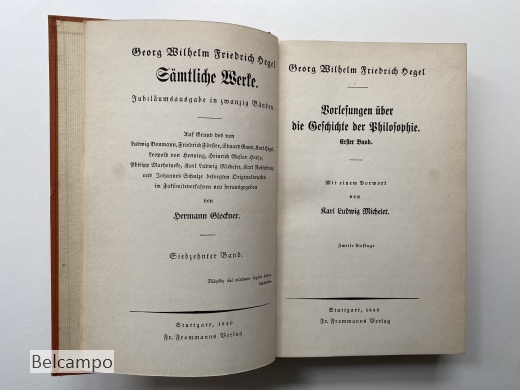 Georg Wilhelm Friedrich Hegel
Sämtliche Werke.
Jubiläumsausgabe in zwanzig Bänden
Auf Grund des von
Ludwig Boumann, Friedrich Förster, Eduard Gans, Karl Hegel,
Leopold von Henning, Heinrich Gustav Hotho,
Philipp Marheineke, Karl Ludwig Michelet, Karl Rosenkranz
und Johannes Schulze besorgten Originaldrucks
im Faksimileverfahren neu herausgegeben
von
Hermann Glockner.
Siebzehnter Band.
Stuttgart, 1940
Fr. Frommanns Verlag
Georg Wilhelm Friedrich Hegel
Vorlesungen über
die Geschichte der Philosophie.
Erster Band.
Mit einem Vorwort
von
Karl Ludwig Michelet.
Zweite Auflage
Stuttgart, 1940
Fr. Frommanns Verlag
Belcampo